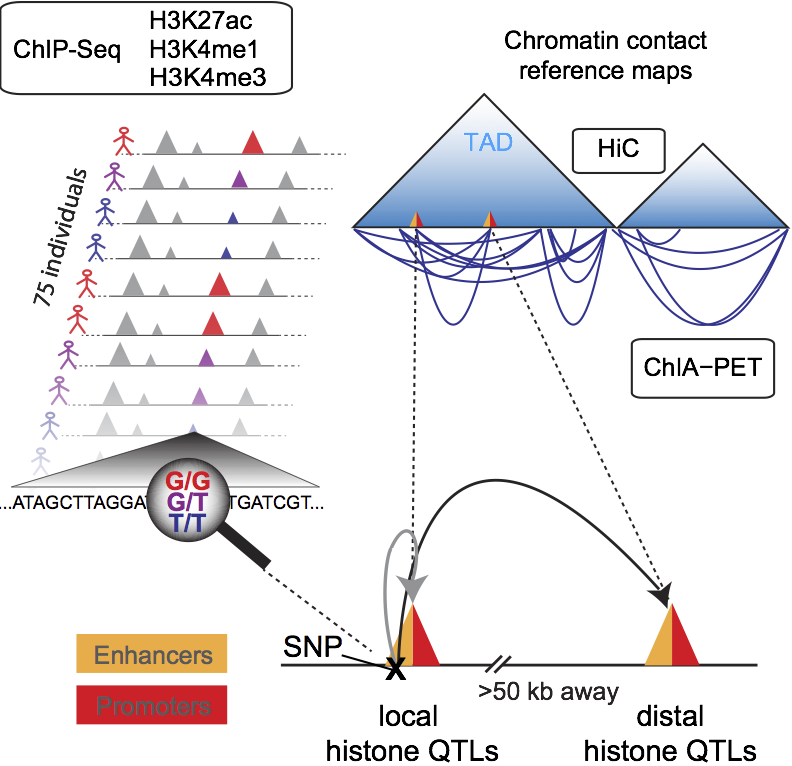 ChIP-Seq
H3K27ac
H3K4me1
H3K4me3
Chromatin contact
reference maps
TAD
HiC
ChIA-PET
75 individuals
G/G
G/T
T/T
...ATAGCTTAGGAT
TGATCGT...
SNP
Enhancers
Promoters
>50 kb away
local
histone QTLs
distal
histone QTLs